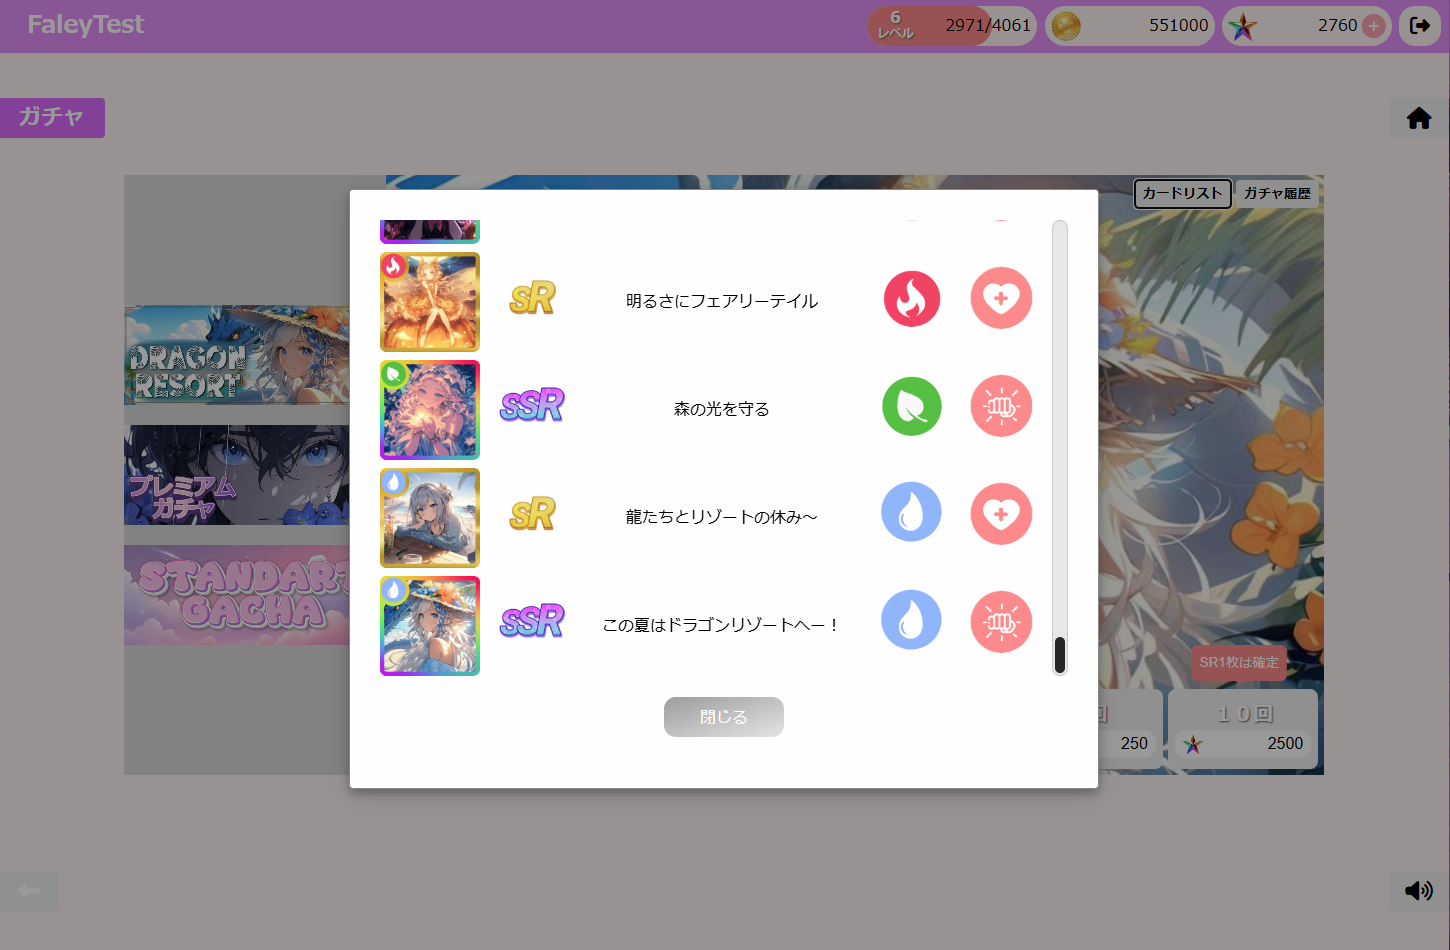 FaleyTest
6
レベル
2971/4061
551000
2760
ガチャ
カードリスト
ガチャ履歴
DRAGON
RESORT
プレミアム
ガチャ
STANDART
GACHA
SR
明るさにフェアリーテイル
SSR
森の光を守る
SR
龍たちとリゾートの休み～
SSR
この夏はドラゴンリゾートへー！
閉じる
SR1枚は確定
回
250
１０回
2500